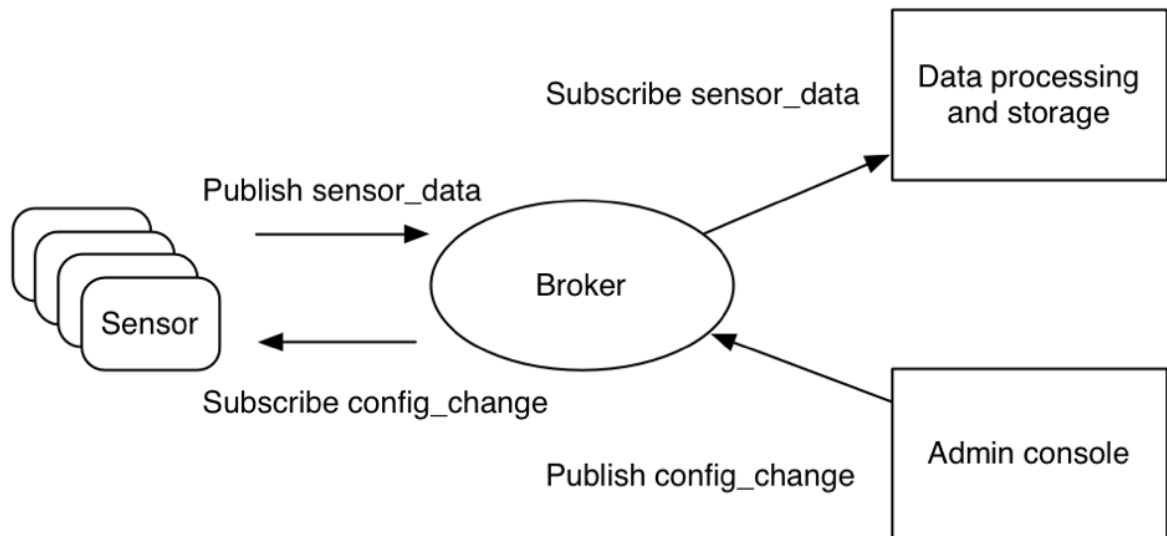 Data processing
and storage
Subscribe sensor_data
Publish sensor_data
Broker
Sensor
Subscribe config_change
Admin console
Publish config_change